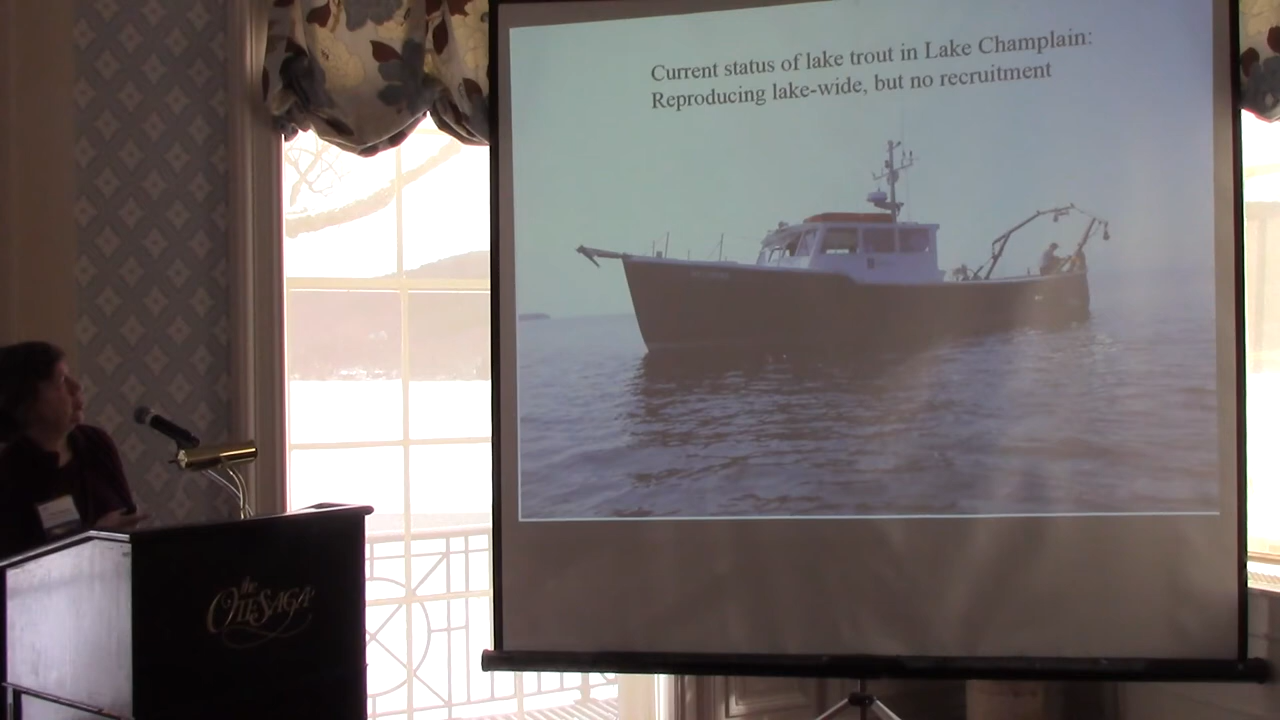 Current status of lake trout in Lake Champlain:
Reproducing lake-wide, but no recruitment
the
OTESAGA